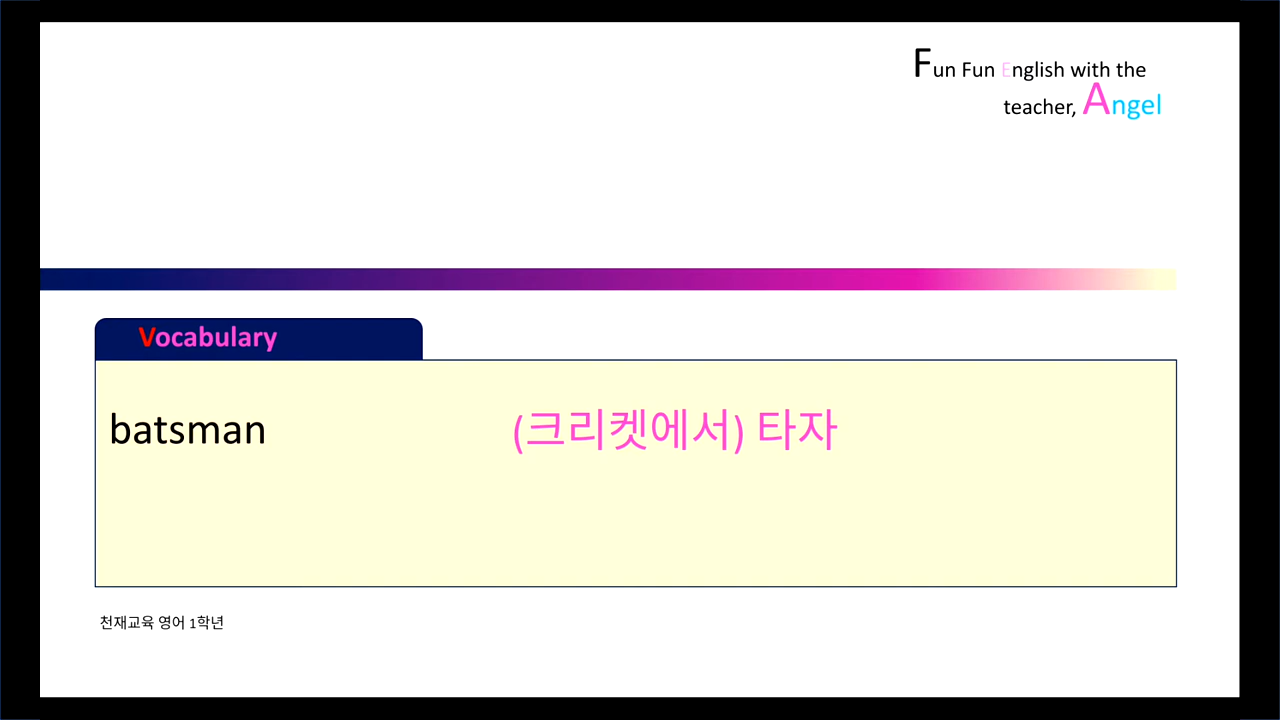 Fun Fun English with the
teacher, Angel
Vocabulary
batsman (크리켓에서) 타자
천재교육 영어 1학년